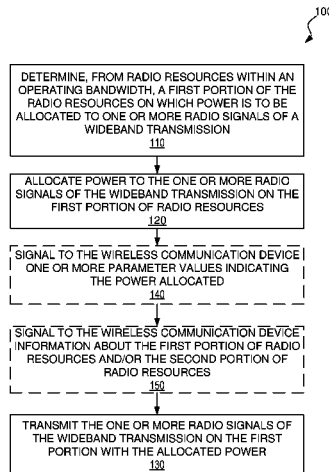 100
DETERMINE, FROM RADIO RESOURCES WITHIN AN
OPERATING BANDWIDTH, A FIRST PORTION OF THE
RADIO RESOURCES ON WHICH POWER IS TO BE
ALLOCATED TO ONE OR MORE RADIO SIGNALS OF A
WIDEBAND TRANSMISSION
110
ALLOCATE POWER TO THE ONE OR MORE RADIO
SIGNALS OF THE WIDEBAND TRANSMISSION ON THE
FIRST PORTION OF RADIO RESOURCES
120
SIGNAL TO THE WIRELESS COMMUNICATION DEVICE
ONE OR MORE PARAMETER VALUES INDICATING
THE POWER ALLOCATED
140
SIGNAL TO THE WIRELESS COMMUNICATION DEVICE
INFORMATION ABOUT THE FIRST PORTION OF RADIO
RESOURCES AND/OR THE SECOND PORTION OF
RADIO RESOURCES
150
TRANSMIT THE ONE OR MORE RADIO SIGNALS OF
THE WIDEBAND TRANSMISSION ON THE FIRST
PORTION WITH THE ALLOCATED POWER
130